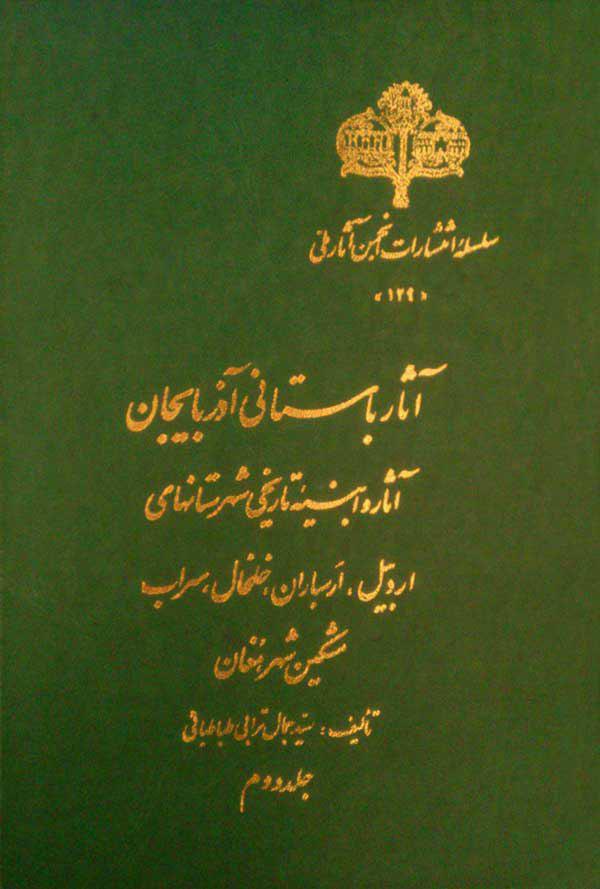 سلسله انتشارات انجمن آثار ملی
«۱۲۹»
آثار باستانی آذربایجان
آثار و ابنیهٔ تاریخی شهرستانهای
اردبیل، ارسباران، خلخال، سراب
مشگین شهر، مغان
تألیف: سید جمال ترابی طباطبائی
جلد دوم